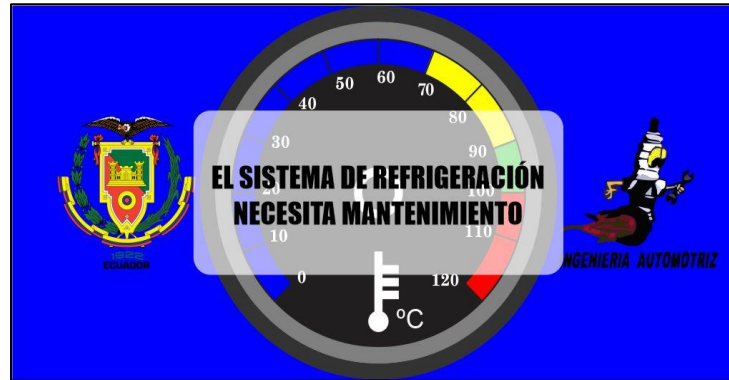 50
60
40
70
80
30
90
EL SISTEMA DE REFRIGERACIÓN
20
100
NECESITA MANTENIMIENTO
10
110
1922
ECUADOR
INGENIERIA AUTOMOTRIZ
0
120
°C